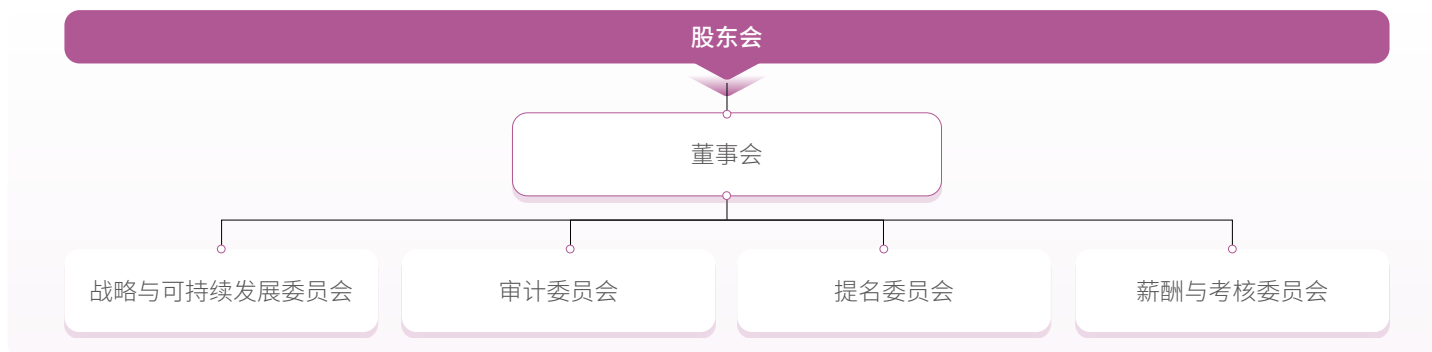 股东会
董事会
战略与可持续发展委员会
审计委员会
提名委员会
薪酬与考核委员会